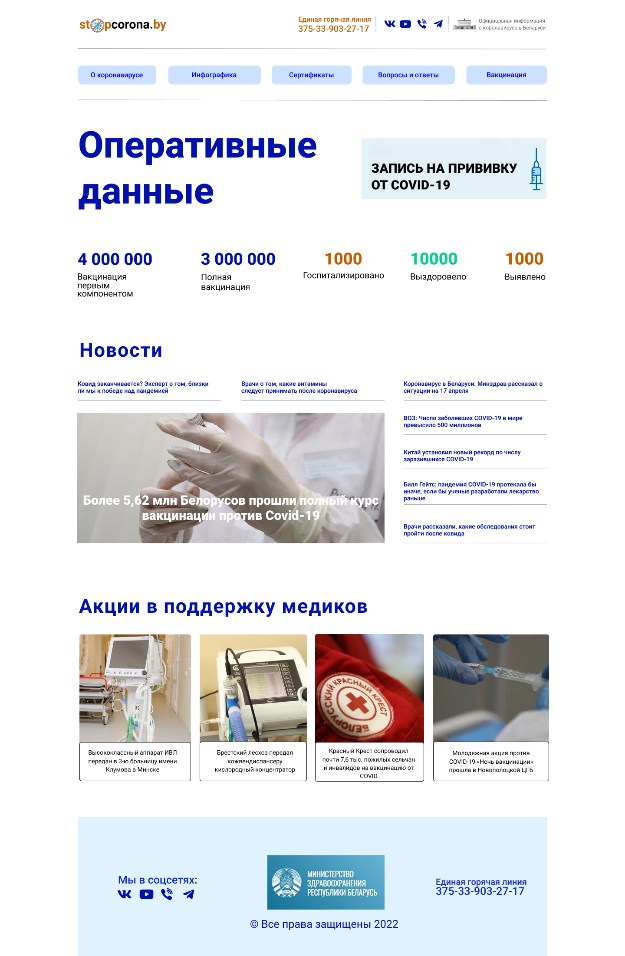 stopcorona.by
Единая горячая линия
375-33-903-27-17
Официальная информация
о коронавирусе в Беларуси
О коронавирусе
Инфографика
Сертификаты
Вопросы и ответы
Вакцинация
Оперативные
данные
ЗАПИСЬ НА ПРИВИВКУ
ОТ COVID-19
4 000 000
Вакцинация
первым
компонентом
3 000 000
Полная
вакцинация
1000
Госпитализировано
10000
Выздоровело
1000
Выявлено
Новости
Ковид заканчивается? Эксперт о том, близки
ли мы к победе над пандемией
Врачи о том, какие витамины
следует принимать после коронавируса
Более 5,62 млн Белорусов прошли полный курс
вакцинации против Covid-19
Коронавирус в Беларуси: Минздрав рассказал о
ситуации на 17 апреля
ВОЗ: Число заболевших COVID-19 в мире
превысило 500 миллионов
Китай установил новый рекорд по числу
заразившихся COVID-19
Билл Гейтс: пандемия COVID-19 протекала бы
иначе, если бы ученые разработали лекарство
раньше
Врачи рассказали, какие обследования стоит
пройти после ковида
Акции в поддержку медиков
БЕЛОРУССКИЙ КРАСНЫЙ КРЕСТ
Высококлассный аппарат ИВЛ
передан в 3-ю больницу имени
Клумова в Минске
Брестский лесхоз передал
кожвендиспансеру
кислородный концентратор
Красный Крест сопроводил
почти 7,6 тыс. пожилых сельчан
и инвалидов на вакцинацию от
COVID
Молодежная акция против
COVID-19 «Ночь вакцинации»
прошла в Новополоцкой ЦГБ
Мы в соцсетях:
МИНИСТЕРСТВО
ЗДРАВООХРАНЕНИЯ
РЕСПУБЛИКИ БЕЛАРУСЬ
Единая горячая линия
375-33-903-27-17
© Все права защищены 2022